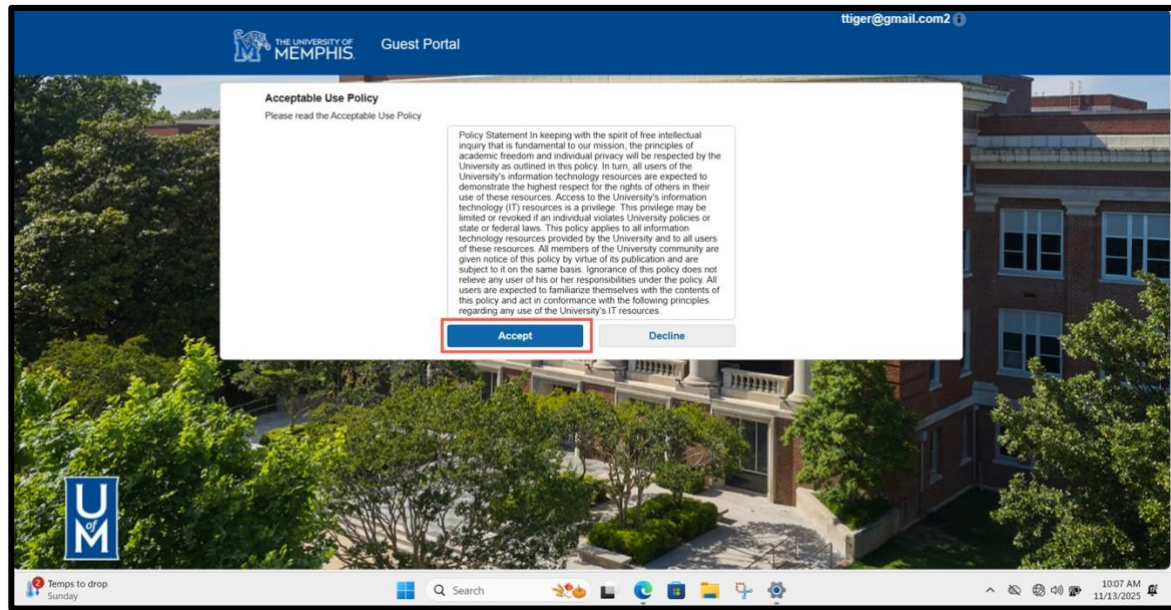 ttiger@gmail.com2
THE UNIVERSITY OF
MEMPHIS.
Guest Portal
Acceptable Use Policy
Please read the Acceptable Use Policy
Policy Statement In keeping with the spirit of free intellectual
inquiry that is fundamental to our mission, the principles of
academic freedom and individual privacy will be respected by the
University as outlined in this policy. In turn, all users of the
University's information technology resources are expected to
demonstrate the highest respect for the rights of others in their
use of these resources. Access to the University's information
technology (IT) resources is a privilege. This privilege may be
limited or revoked if an individual violates University policies or
state or federal laws. This policy applies to all information
technology resources provided by the University and to all users
of these resources. All members of the University community are
given notice of this policy by virtue of its publication and are
subject to it on the same basis. Ignorance of this policy does not
relieve any user of his or her responsibilities under the policy. All
users are expected to familiarize themselves with the contents of
this policy and act in conformance with the following principles
regarding any use of the University's IT resources.
Accept
Decline
U
of
M
2
Temps to drop
Sunday
Search
10:07 AM
11/13/2025